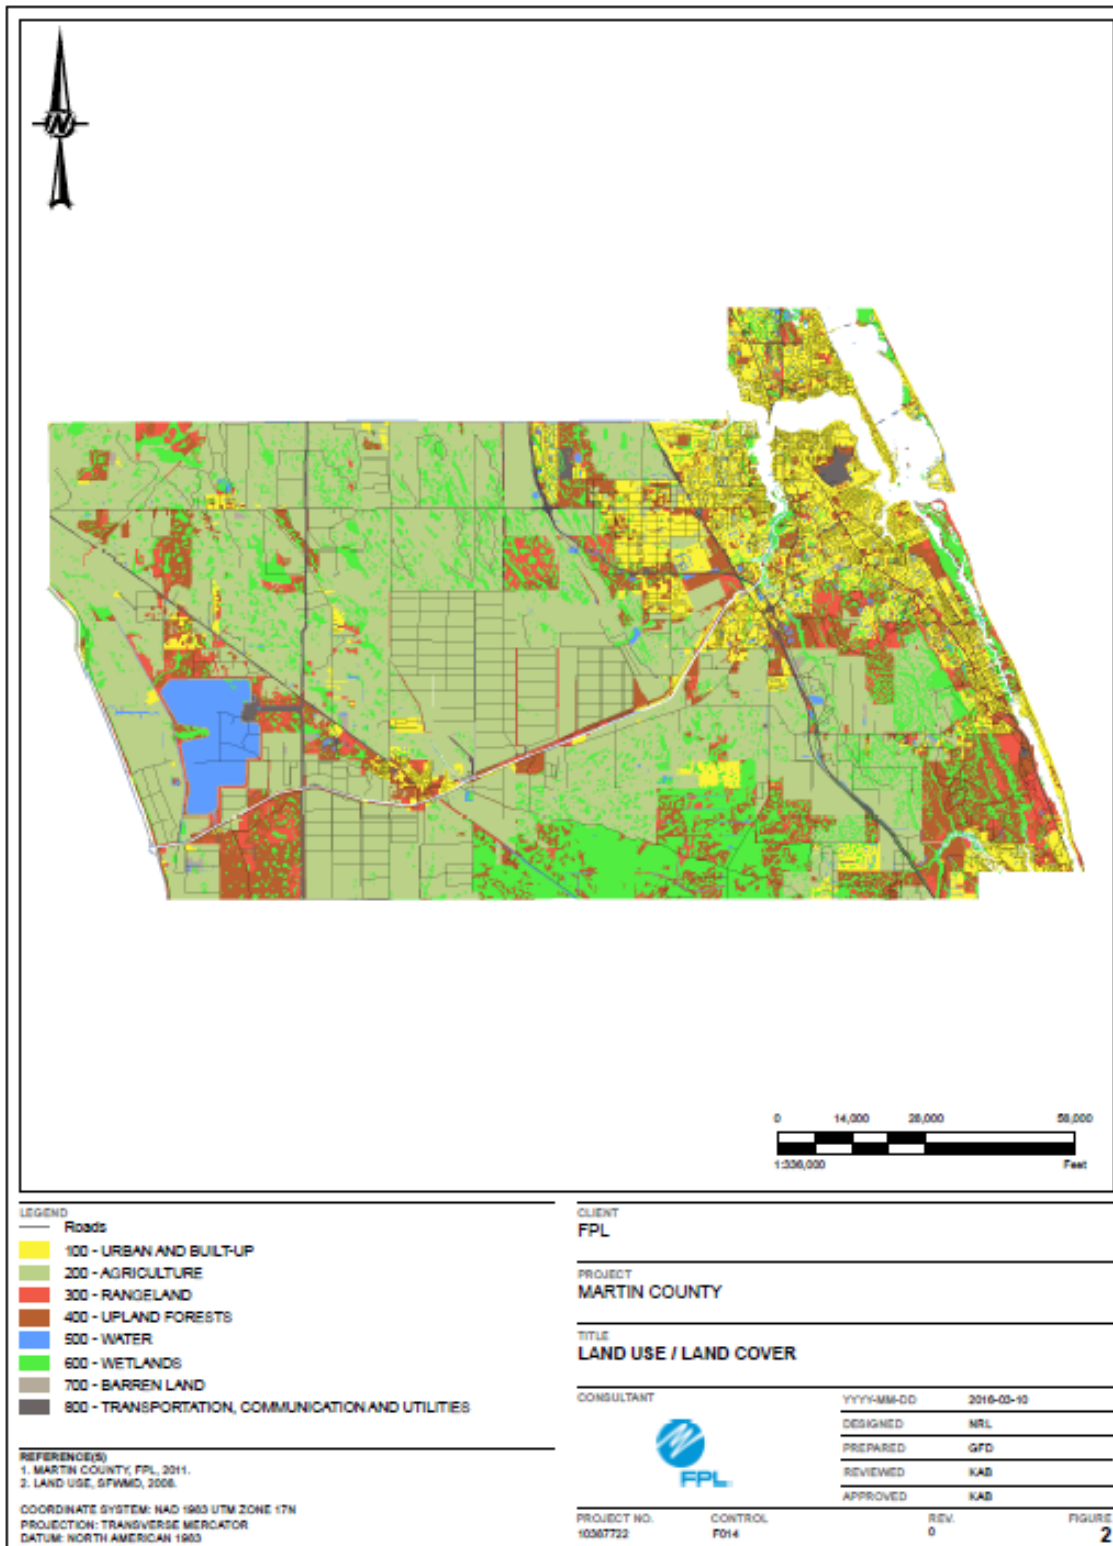 N
0 14,000 28,000 56,000
1:336,000 Feet
LEGEND
Roads
100 - URBAN AND BUILT-UP
200 - AGRICULTURE
300 - RANGELAND
400 - UPLAND FORESTS
500 - WATER
600 - WETLANDS
700 - BARREN LAND
800 - TRANSPORTATION, COMMUNICATION AND UTILITIES
REFERENCE(S)
1. MARTIN COUNTY, FPL, 2011.
2. LAND USE, SFWMD, 2008.
COORDINATE SYSTEM: NAD 1983 UTM ZONE 17N
PROJECTION: TRANSVERSE MERCATOR
DATUM: NORTH AMERICAN 1983
CLIENT
FPL
PROJECT
MARTIN COUNTY
TITLE
LAND USE / LAND COVER
CONSULTANT
FPL
YYYY-MM-DD 2016-03-10
DESIGNED NRL
PREPARED GFD
REVIEWED KAB
APPROVED KAB
PROJECT NO. CONTROL REV. FIGURE
10387722 F014 0 2